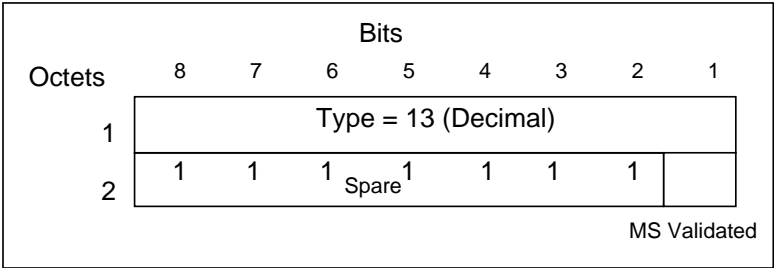 Bits
Octets 8 7 6 5 4 3 2 1
1 Type = 13 (Decimal)
2 1 1 1 1 1 1 1
Spare
MS Validated